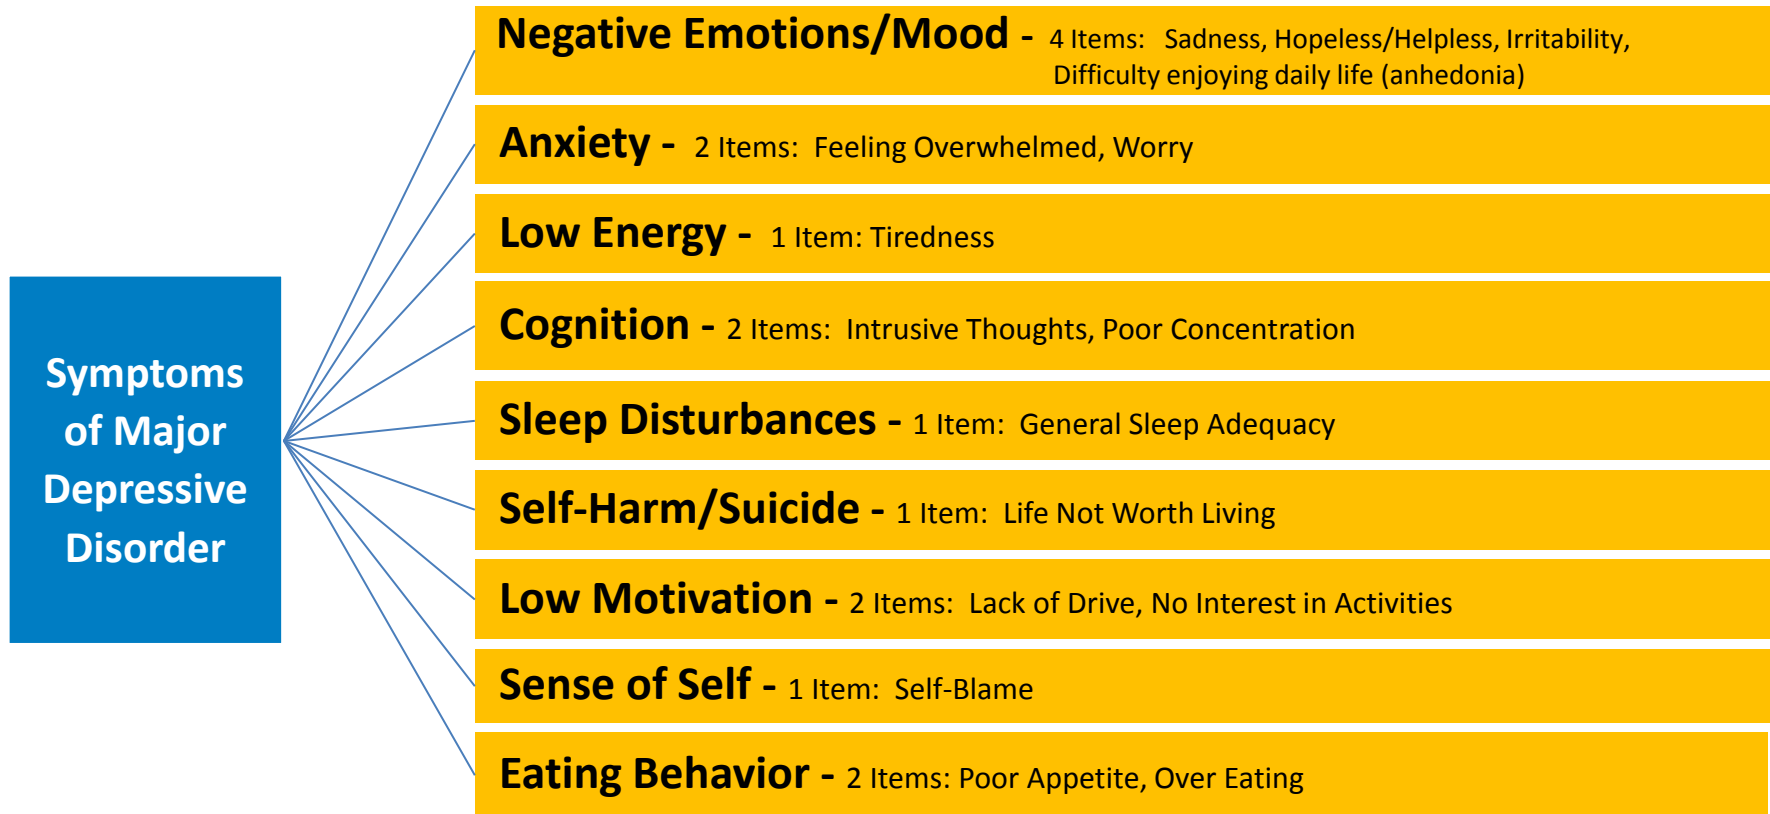 Symptoms
of Major
Depressive
Disorder
Negative Emotions/Mood - 4 Items: Sadness, Hopeless/Helpless, Irritability,
Difficulty enjoying daily life (anhedonia)
Anxiety - 2 Items: Feeling Overwhelmed, Worry
Low Energy - 1 Item: Tiredness
Cognition - 2 Items: Intrusive Thoughts, Poor Concentration
Sleep Disturbances - 1 Item: General Sleep Adequacy
Self-Harm/Suicide - 1 Item: Life Not Worth Living
Low Motivation - 2 Items: Lack of Drive, No Interest in Activities
Sense of Self - 1 Item: Self-Blame
Eating Behavior - 2 Items: Poor Appetite, Over Eating